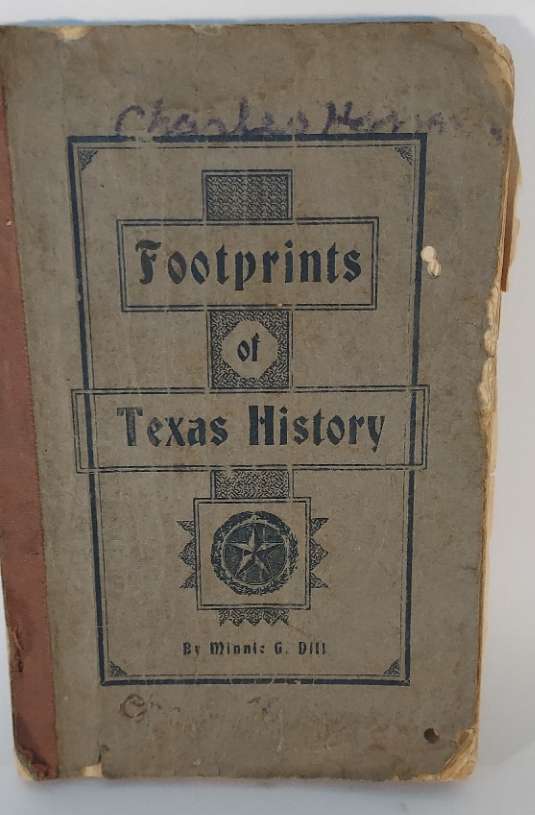 Charles
Footprints
of
Texas History
By Minnie G. Dill